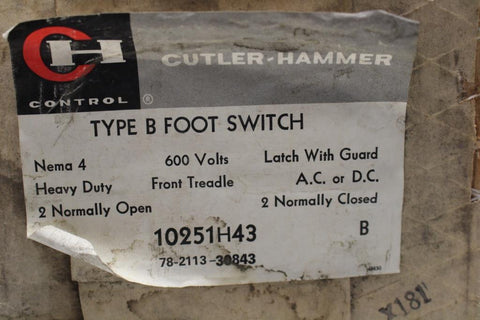 CH
CUTLER-HAMMER
CONTROL ®
TYPE B FOOT SWITCH
Nema 4 600 Volts Latch With Guard
Heavy Duty Front Treadle A.C. or D.C.
2 Normally Open 2 Normally Closed
10251H43 B
78-2113-30843
X181